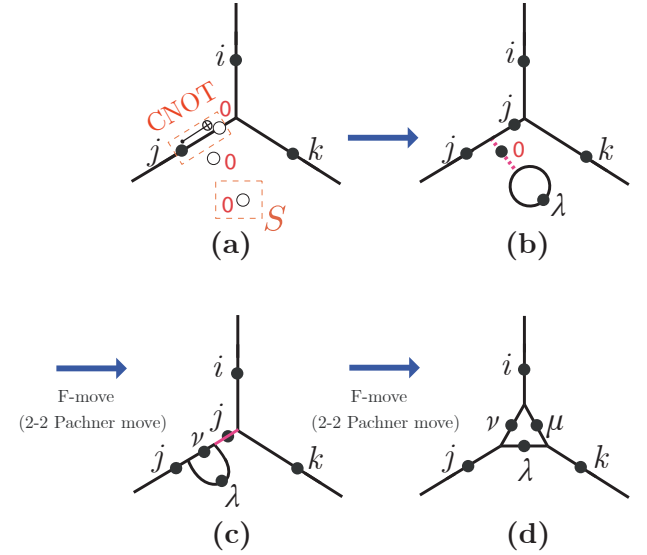 i
CNOT
0
j
k
0
0
S
(a)
i
j
j
0
k
λ
(b)
F-move
(2-2 Pachner move)
i
j
ν
j
k
λ
(c)
F-move
(2-2 Pachner move)
i
ν
μ
j
λ
k
(d)